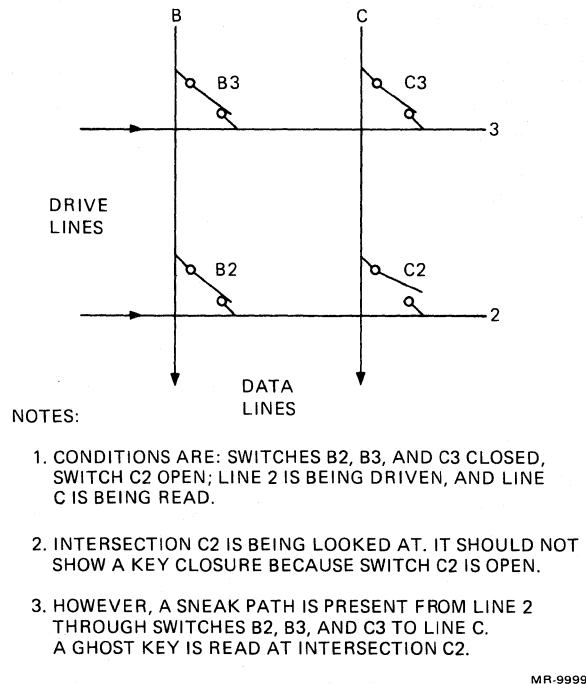 B C
B3 C3
3
DRIVE
LINES
B2 C2
2
DATA
LINES
NOTES:
1. CONDITIONS ARE: SWITCHES B2, B3, AND C3 CLOSED,
SWITCH C2 OPEN; LINE 2 IS BEING DRIVEN, AND LINE
C IS BEING READ.
2. INTERSECTION C2 IS BEING LOOKED AT. IT SHOULD NOT
SHOW A KEY CLOSURE BECAUSE SWITCH C2 IS OPEN.
3. HOWEVER, A SNEAK PATH IS PRESENT FROM LINE 2
THROUGH SWITCHES B2, B3, AND C3 TO LINE C.
A GHOST KEY IS READ AT INTERSECTION C2.
MR-9999